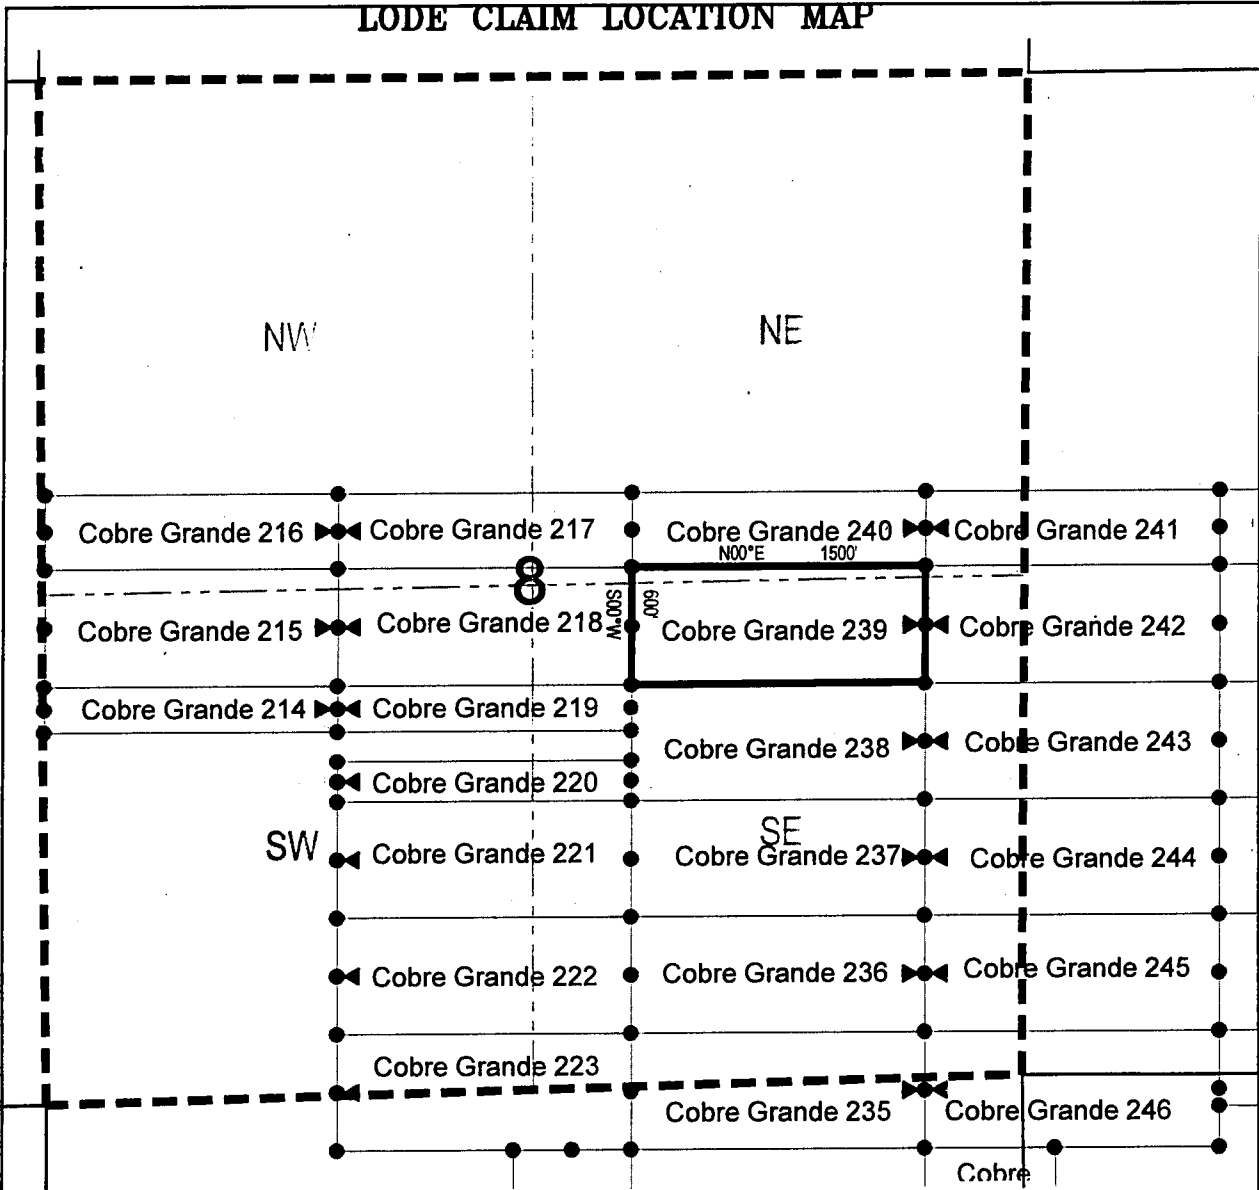 LODE CLAIM LOCATION MAP
NW
NE
Cobre Grande 216
Cobre Grande 217
Cobre Grande 240
Cobre Grande 241
N00°E 1500'
8
S00°W
600'
Cobre Grande 215
Cobre Grande 218
Cobre Grande 239
Cobre Grande 242
Cobre Grande 214
Cobre Grande 219
Cobre Grande 238
Cobre Grande 243
Cobre Grande 220
SW
SE
Cobre Grande 221
Cobre Grande 237
Cobre Grande 244
Cobre Grande 222
Cobre Grande 236
Cobre Grande 245
Cobre Grande 223
Cobre Grande 235
Cobre Grande 246
Cobre